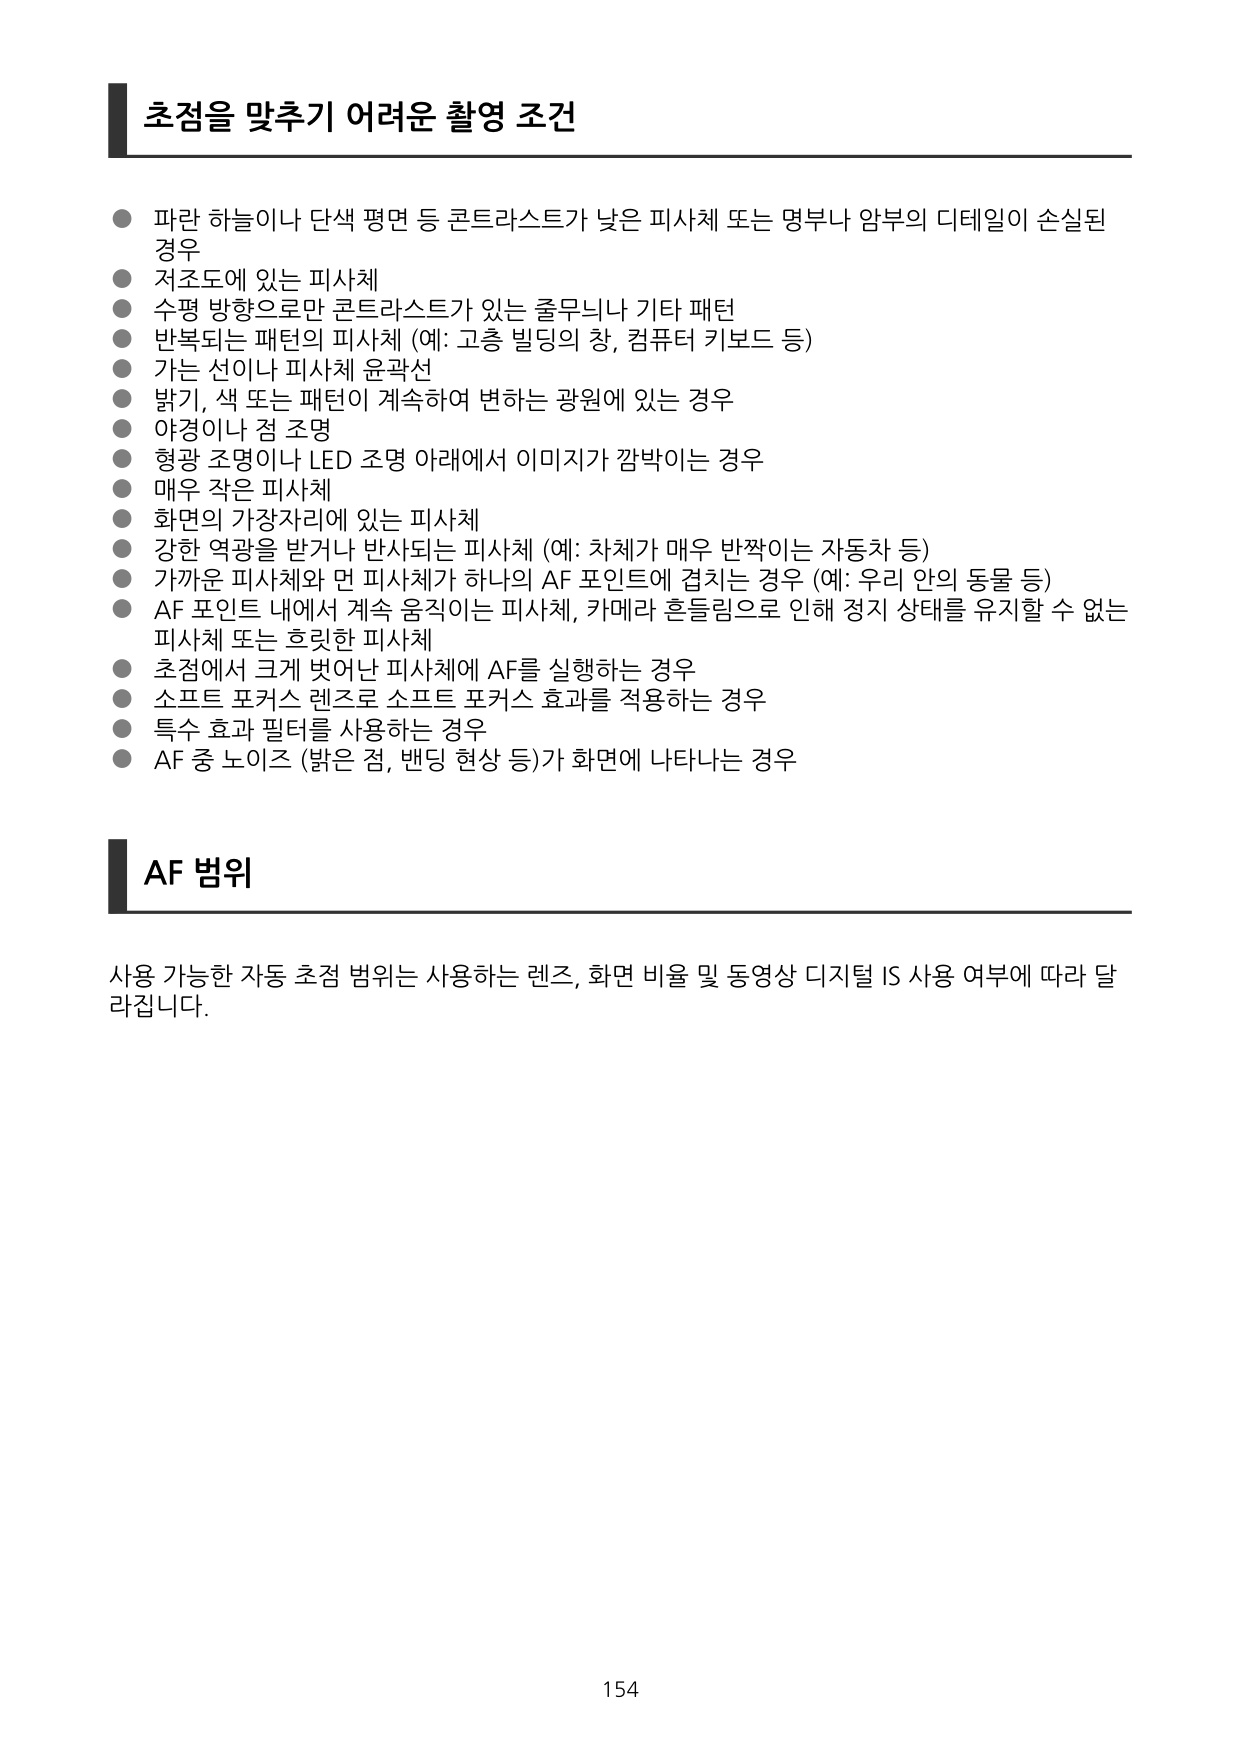 초점을 맞추기 어려운 촬영 조건
● 파란 하늘이나 단색 평면 등 콘트라스트가 낮은 피사체 또는 명부나 암부의 디테일이 손실된
경우
● 저조도에 있는 피사체
● 수평 방향으로만 콘트라스트가 있는 줄무늬나 기타 패턴
● 반복되는 패턴의 피사체 (예: 고층 빌딩의 창, 컴퓨터 키보드 등)
● 가는 선이나 피사체 윤곽선
● 밝기, 색 또는 패턴이 계속하여 변하는 광원에 있는 경우
● 야경이나 점 조명
● 형광 조명이나 LED 조명 아래에서 이미지가 깜박이는 경우
● 매우 작은 피사체
● 화면의 가장자리에 있는 피사체
● 강한 역광을 받거나 반사되는 피사체 (예: 차체가 매우 반짝이는 자동차 등)
● 가까운 피사체와 먼 피사체가 하나의 AF 포인트에 겹치는 경우 (예: 우리 안의 동물 등)
● AF 포인트 내에서 계속 움직이는 피사체, 카메라 흔들림으로 인해 정지 상태를 유지할 수 없는
피사체 또는 흐릿한 피사체
● 초점에서 크게 벗어난 피사체에 AF를 실행하는 경우
● 소프트 포커스 렌즈로 소프트 포커스 효과를 적용하는 경우
● 특수 효과 필터를 사용하는 경우
● AF 중 노이즈 (밝은 점, 밴딩 현상 등)가 화면에 나타나는 경우
AF 범위
사용 가능한 자동 초점 범위는 사용하는 렌즈, 화면 비율 및 동영상 디지털 IS 사용 여부에 따라 달
라집니다.
154